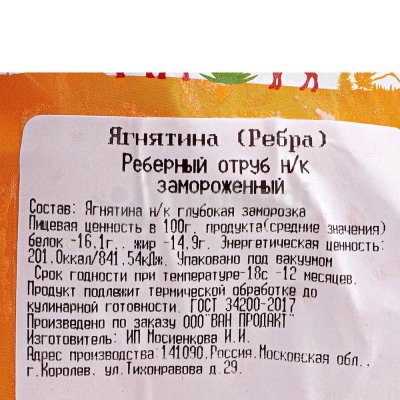 Ягнятина (Ребра)
Реберный отруб н/к
замороженный
Состав: Ягнятина н/к глубокая заморозка
Пищевая ценность в 100г. продукта(средние значения)
белок -16,1г., жир -14,9г. Энергетическая ценность:
201,0ккал/841,54кДж. Упаковано под вакуумом
Срок годности при температуре-18с -12 месяцев.
Продукт подлежит термической обработке до
кулинарной готовности. ГОСТ 34200-2017
Произведено по заказу ООО"ВАН ПРОДАКТ"
Изготовитель: ИП Мосиенкова И.И.
Адрес производства:141090,Россия,Московская обл.,
г.Королев, ул.Тихонравова д.29.